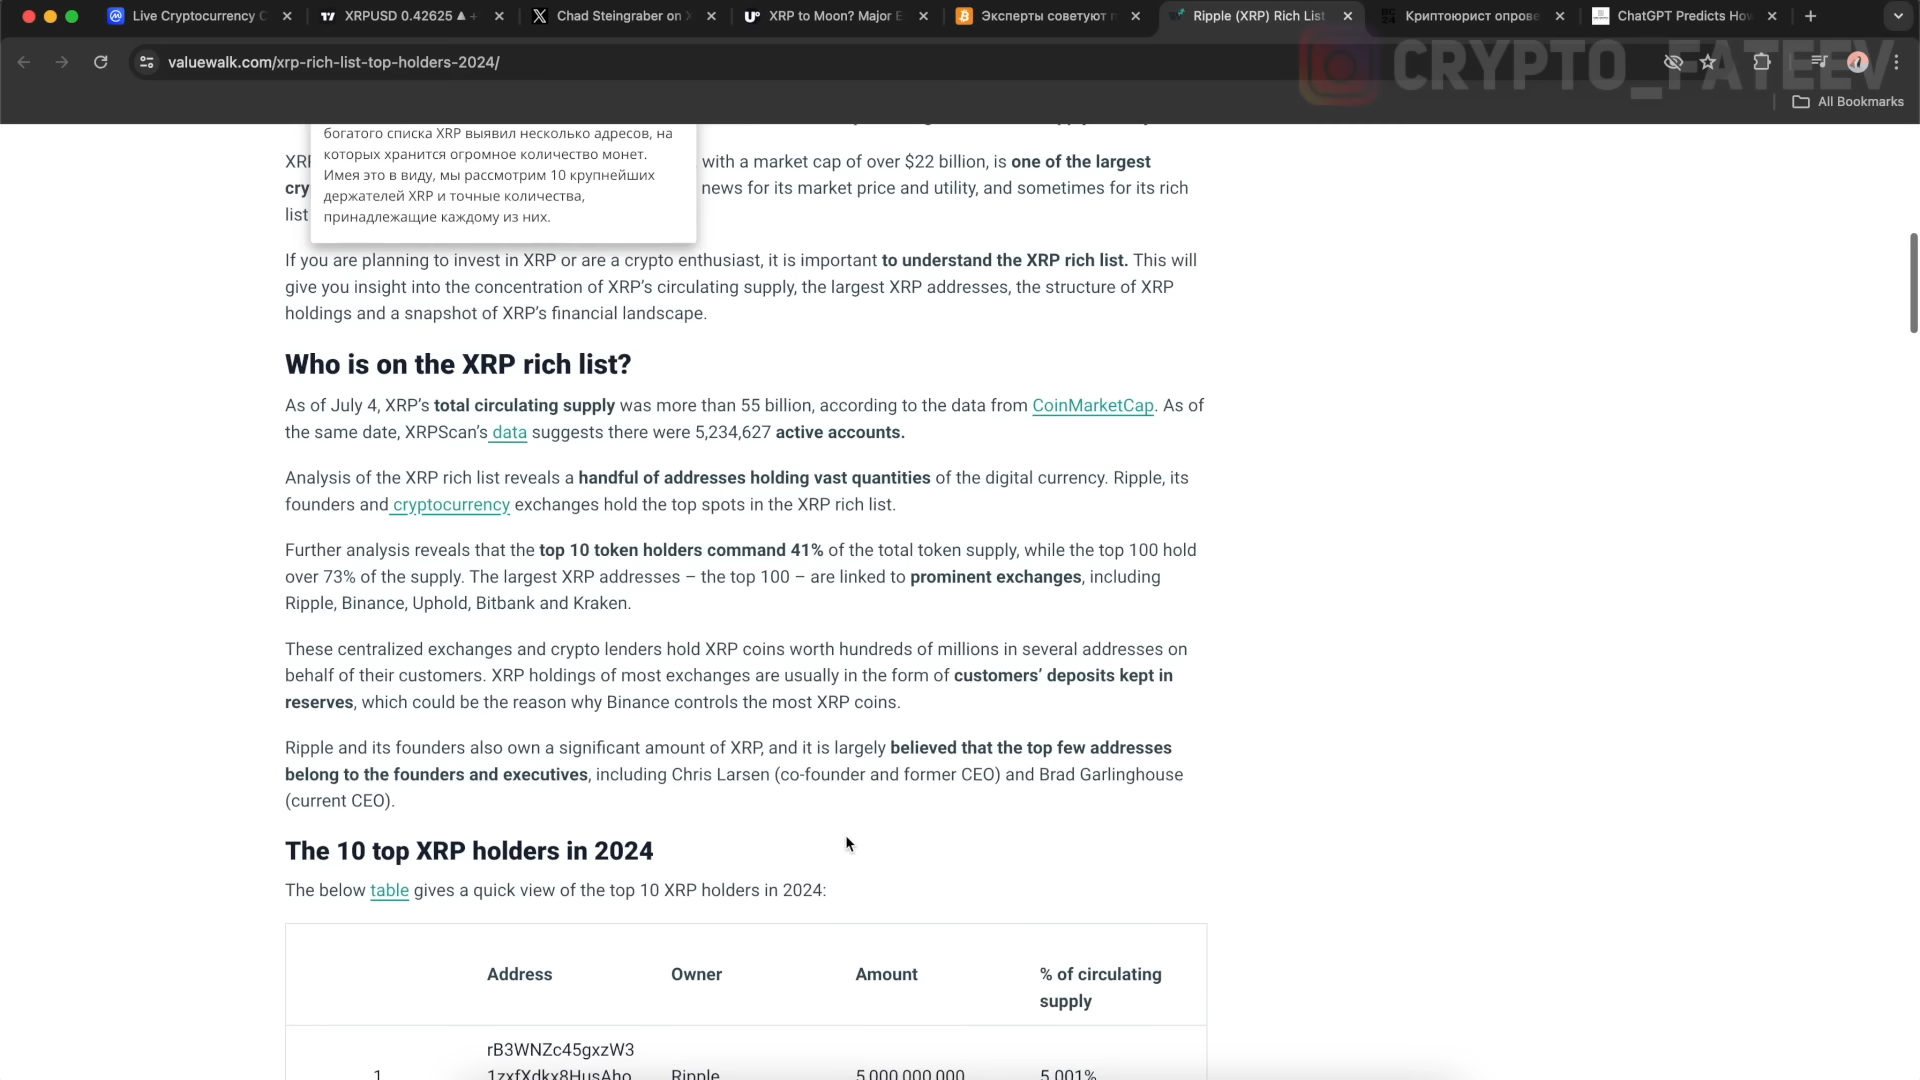 Live Cryptocurrency C
XRPUSD 0.42625 ▲ +
Chad Steingraber on X
XRP to Moon? Major E
Эксперты советуют п
Ripple (XRP) Rich List
Криптоюрист опрове
ChatGPT Predicts How
valuewalk.com/xrp-rich-list-top-holders-2024/
CRYPTO_FATEEV
All Bookmarks
богатого списка XRP выявил несколько адресов, на
которых хранится огромное количество монет.
Имея это в виду, мы рассмотрим 10 крупнейших
держателей XRP и точные количества,
принадлежащие каждому из них.
XRP with a market cap of over $22 billion, is one of the largest
cry news for its market price and utility, and sometimes for its rich
list
If you are planning to invest in XRP or are a crypto enthusiast, it is important to understand the XRP rich list. This will
give you insight into the concentration of XRP’s circulating supply, the largest XRP addresses, the structure of XRP
holdings and a snapshot of XRP’s financial landscape.
Who is on the XRP rich list?
As of July 4, XRP’s total circulating supply was more than 55 billion, according to the data from CoinMarketCap. As of
the same date, XRPScan’s data suggests there were 5,234,627 active accounts.
Analysis of the XRP rich list reveals a handful of addresses holding vast quantities of the digital currency. Ripple, its
founders and cryptocurrency exchanges hold the top spots in the XRP rich list.
Further analysis reveals that the top 10 token holders command 41% of the total token supply, while the top 100 hold
over 73% of the supply. The largest XRP addresses – the top 100 – are linked to prominent exchanges, including
Ripple, Binance, Uphold, Bitbank and Kraken.
These centralized exchanges and crypto lenders hold XRP coins worth hundreds of millions in several addresses on
behalf of their customers. XRP holdings of most exchanges are usually in the form of customers’ deposits kept in
reserves, which could be the reason why Binance controls the most XRP coins.
Ripple and its founders also own a significant amount of XRP, and it is largely believed that the top few addresses
belong to the founders and executives, including Chris Larsen (co-founder and former CEO) and Brad Garlinghouse
(current CEO).
The 10 top XRP holders in 2024
The below table gives a quick view of the top 10 XRP holders in 2024:
Address Owner Amount % of circulating
supply
rB3WNZc45gxzW3
1 1zxfXdkx8HusAho Ripple 5,000,000,000 5.001%